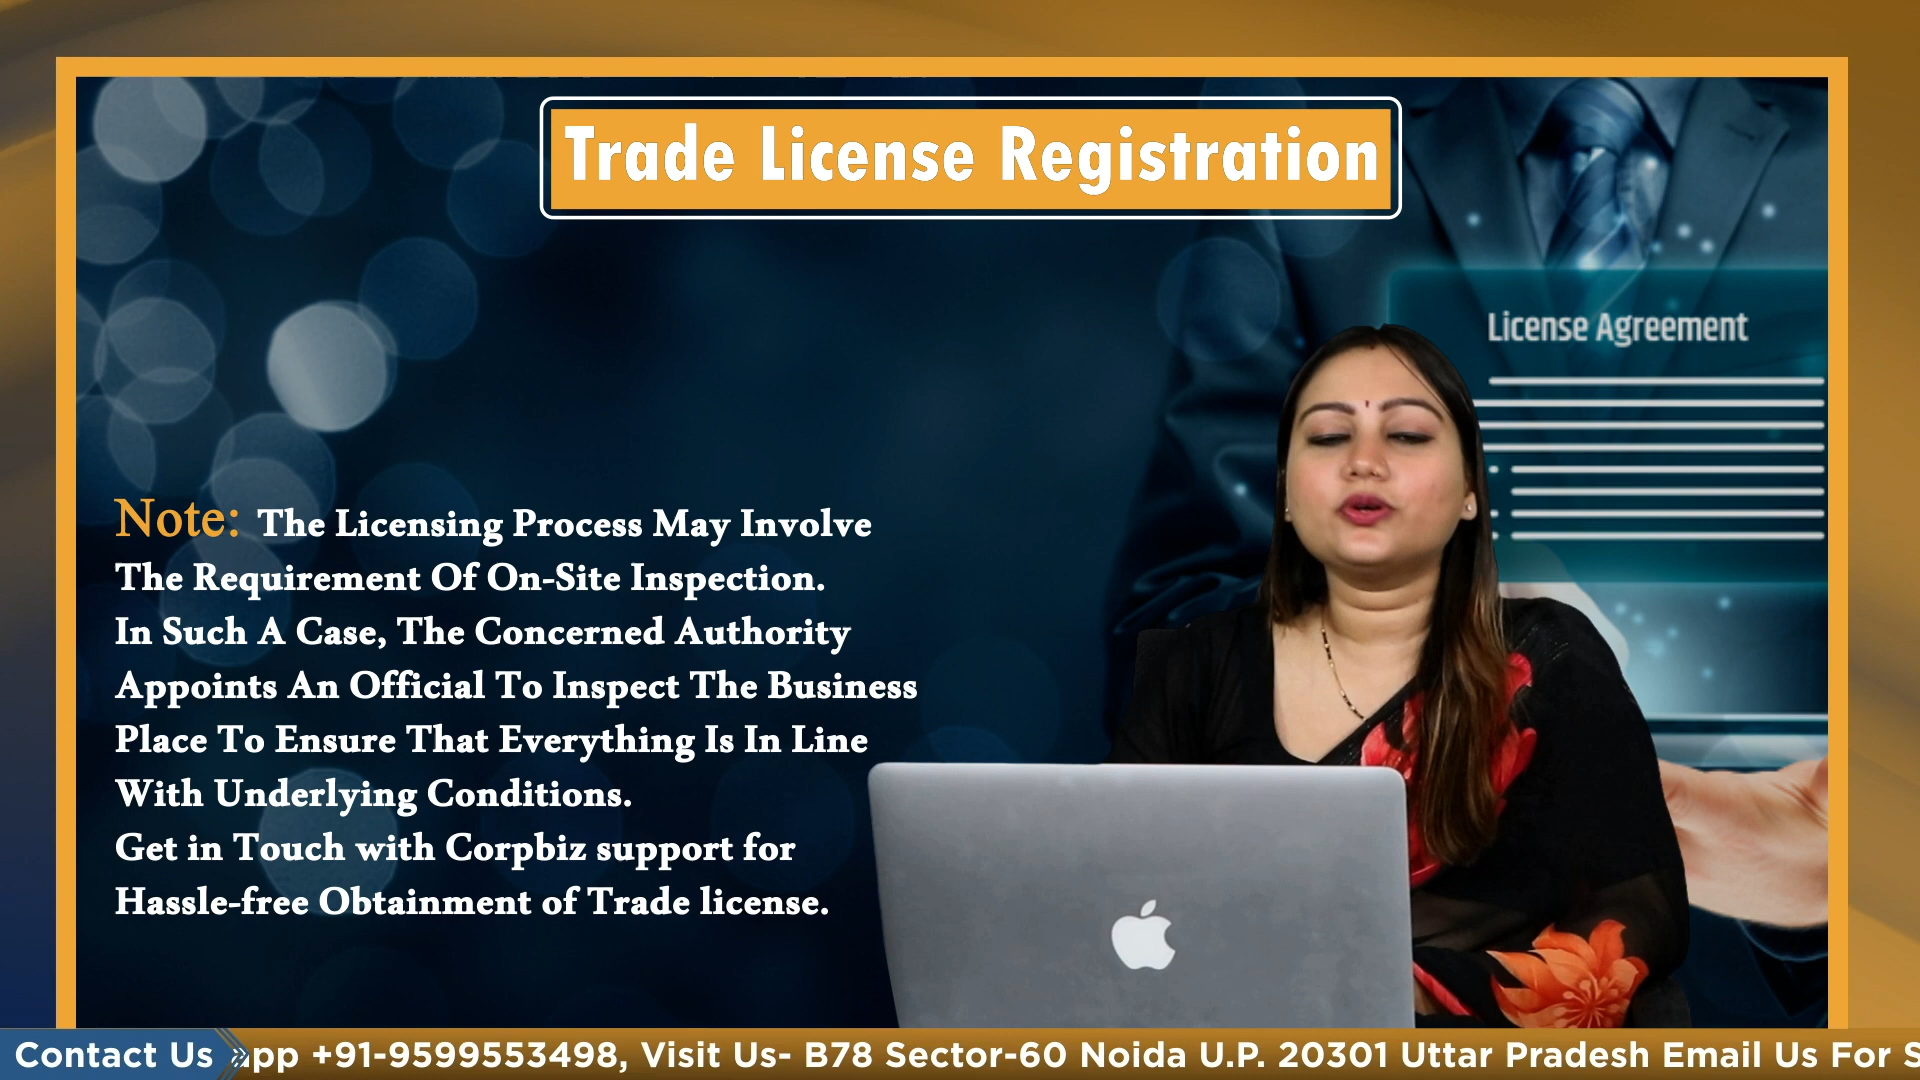 Trade License Registration
License Agreement
Note: The Licensing Process May Involve
The Requirement Of On-Site Inspection.
In Such A Case, The Concerned Authority
Appoints An Official To Inspect The Business
Place To Ensure That Everything Is In Line
With Underlying Conditions.
Get in Touch with Corpbiz support for
Hassle-free Obtainment of Trade license.
Contact Us app +91-9599553498, Visit Us- B78 Sector-60 Noida U.P. 20301 Uttar Pradesh Email Us For S